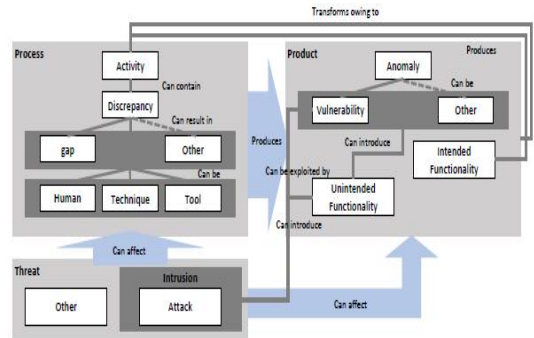 Transforms owing to
Process
Activity
Can contain
Discrepancy
Can result in
gap
Other
Can be
Human
Technique
Tool
Can affect
Produces
Product
Produces
Anomaly
Can be
Vulnerability
Other
Can introduce
Intended
Functionality
Can be exploited by
Unintended
Functionality
Can introduce
Threat
Other
Intrusion
Attack
Can affect